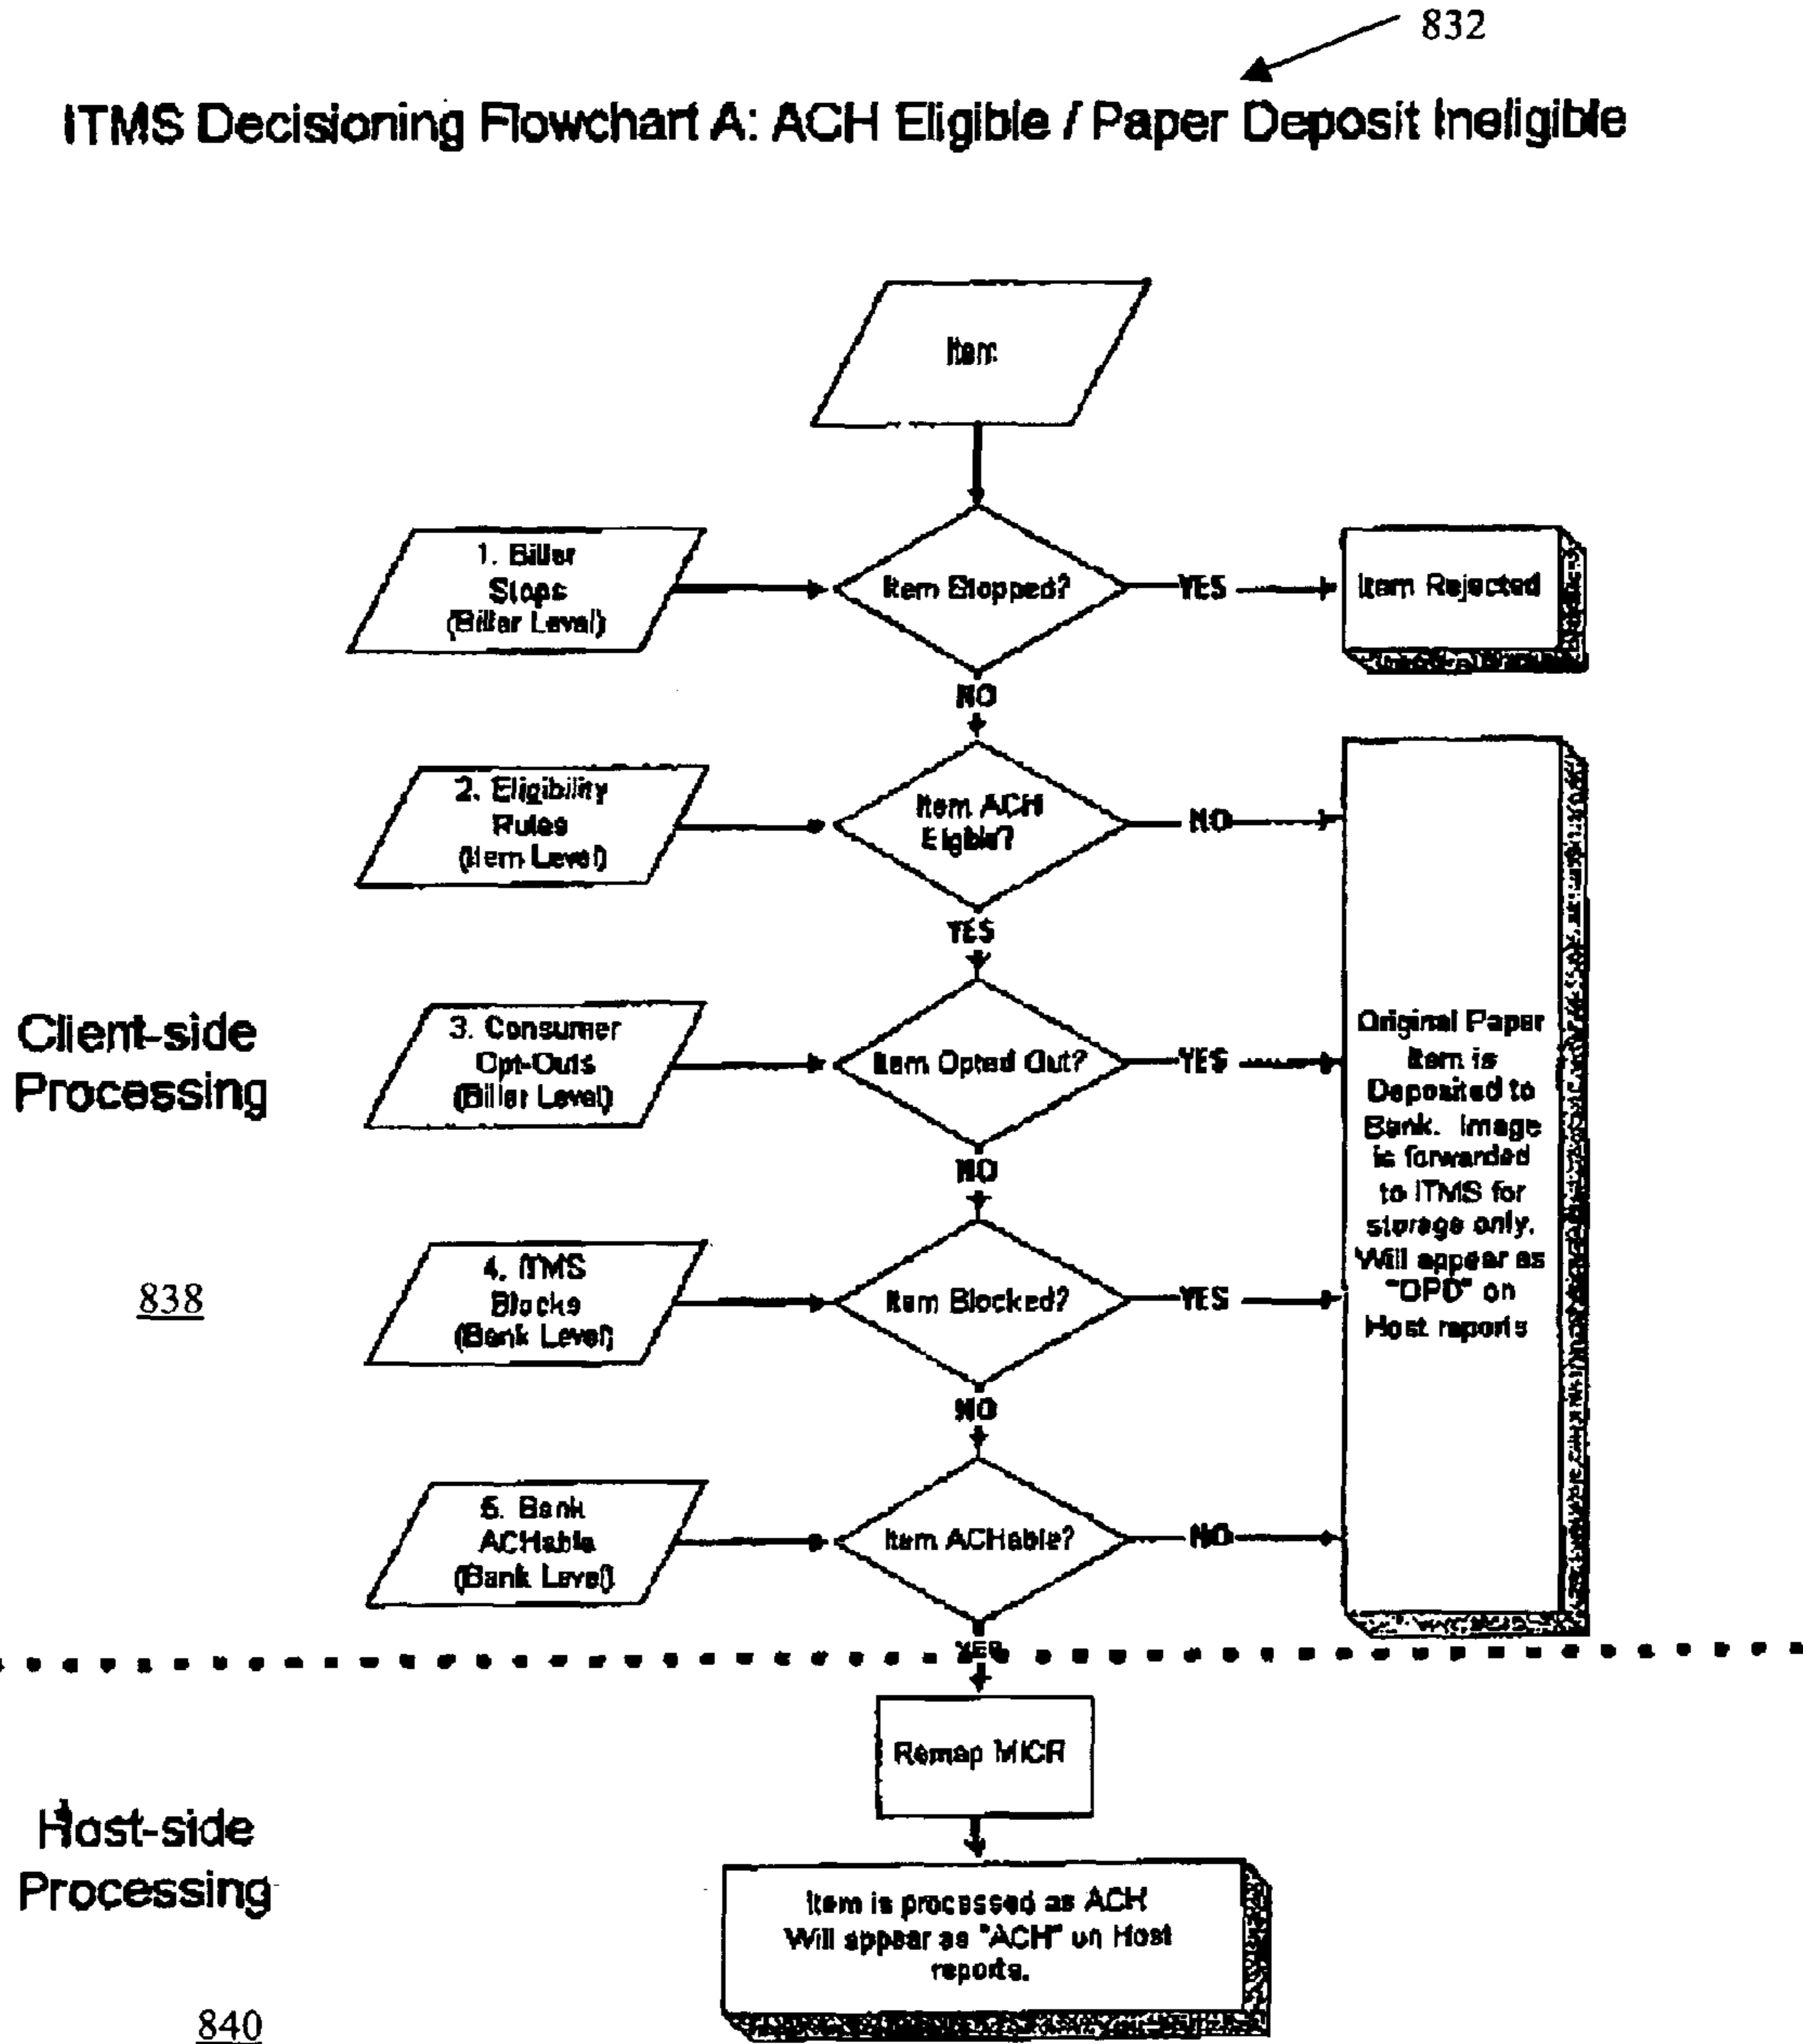 832
ITMS Decisioning Flowchart A: ACH Eligible / Paper Deposit Ineligible
Item
1. Biller
Stops
(Biller Level)
Item Stopped?
YES
Item Rejected
NO
2. Eligibility
Rules
(Item Level)
Item ACH
Eligible?
NO
YES
Client-side
Processing
838
3. Consumer
Opt-Outs
(Biller Level)
Item Opted Out?
YES
Original Paper
Item is
Deposited to
Bank. Image
is forwarded
to ITMS for
storage only.
Will appear as
"OPD" on
Host reports
NO
4. ITMS
Blocks
(Bank Level)
Item Blocked?
YES
NO
5. Bank
ACHable
(Bank Level)
Item ACHable?
NO
YES
Remap MICR
Host-side
Processing
Item is processed as ACH
Will appear as "ACH" on Host
reports.
840